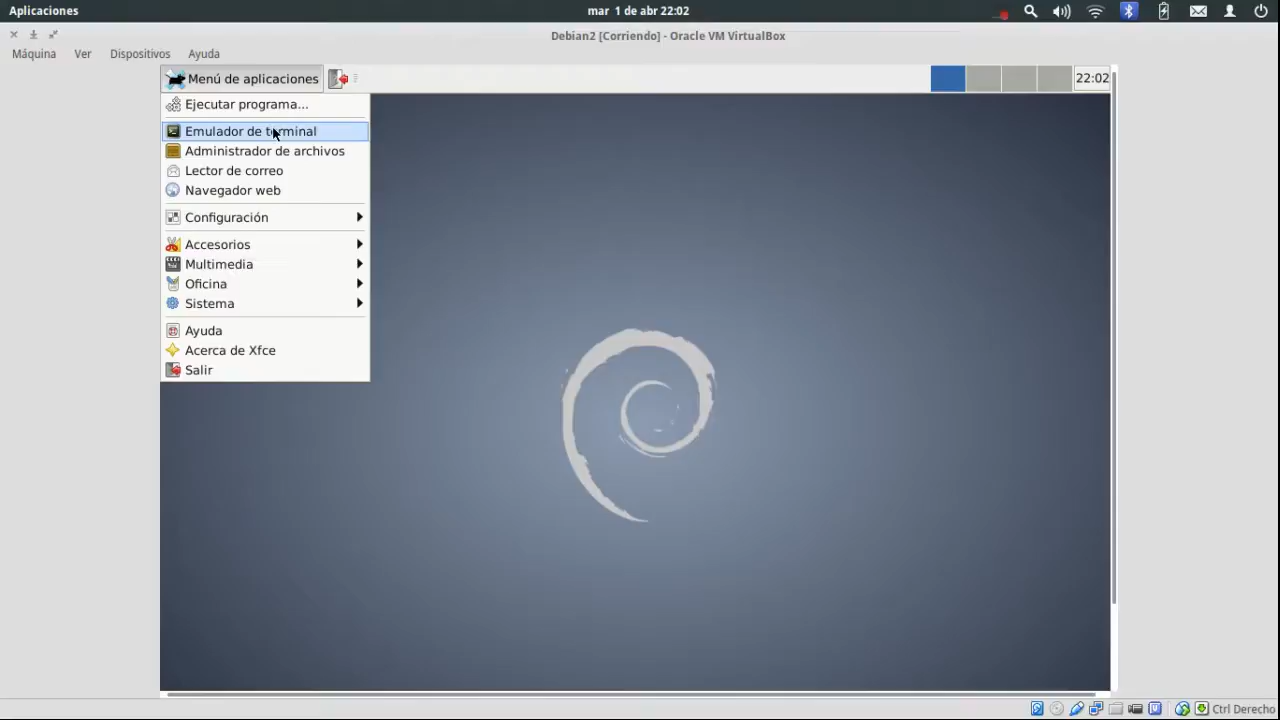 Aplicaciones
mar 1 de abr 22:02
Debian2 [Corriendo] - Oracle VM VirtualBox
Máquina Ver Dispositivos Ayuda
Menú de aplicaciones
22:02
Ejecutar programa...
Emulador de terminal
Administrador de archivos
Lector de correo
Navegador web
Configuración
Accesorios
Multimedia
Oficina
Sistema
Ayuda
Acerca de Xfce
Salir
Ctrl Derecho